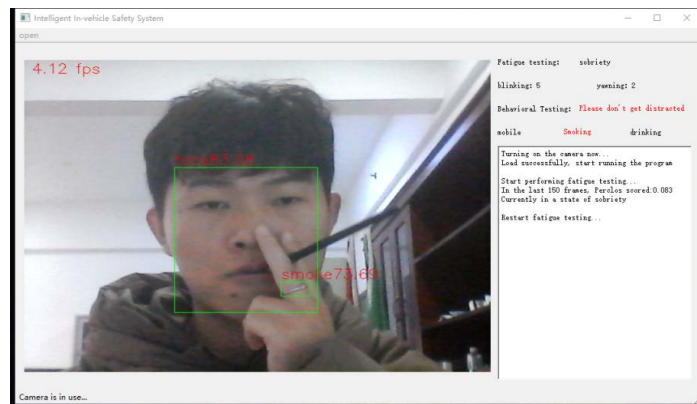 Intelligent In-vehicle Safety System
open
4.12 fps
smoke73.69
Fatigue testing: sobriety
blinking: 5 yawning: 2
Behavioral Testing: Please don't get distracted
mobile Smoking drinking
Turning on the camera now...
Load successfully, start running the program
Start performing fatigue testing...
In the last 150 frames, Perclos scored:0.083
Currently in a state of sobriety
Restart fatigue testing...
Camera is in use...